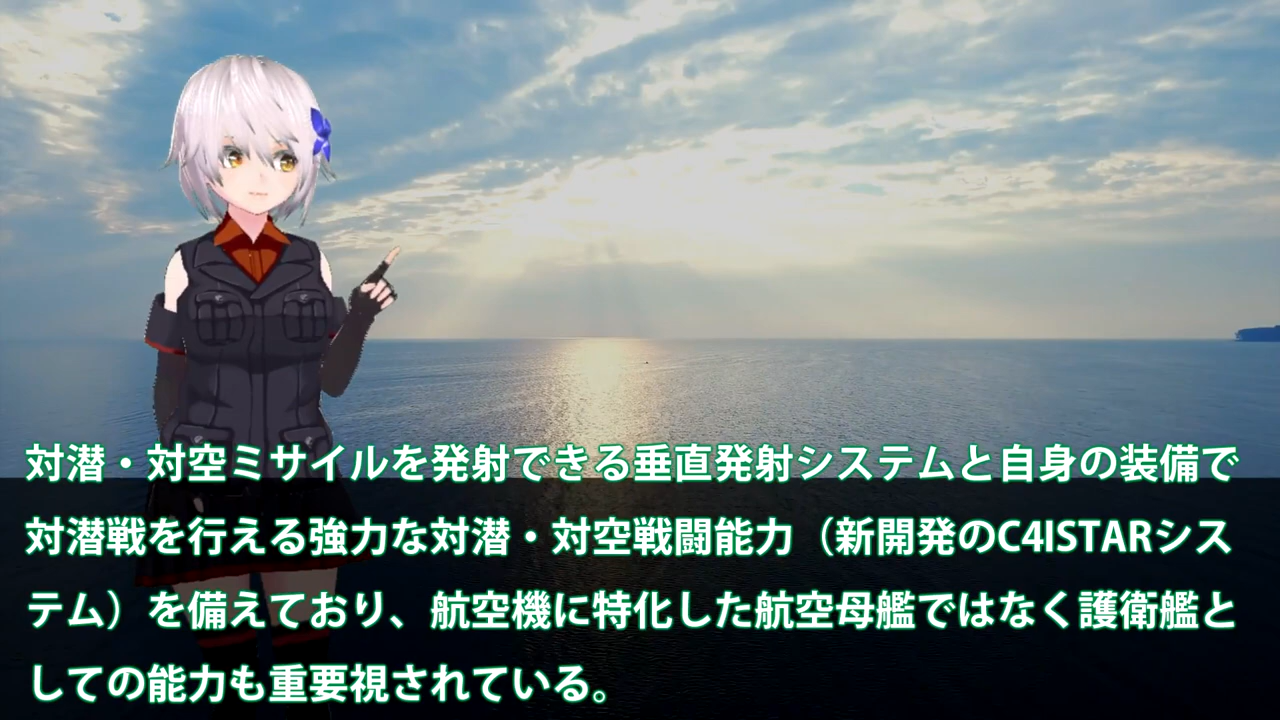 対潜・対空ミサイルを発射できる垂直発射システムと自身の装備で
対潜戦を行える強力な対潜・対空戦闘能力（新開発のC4ISTARシス
テム）を備えており、航空機に特化した航空母艦ではなく護衛艦と
しての能力も重要視されている。